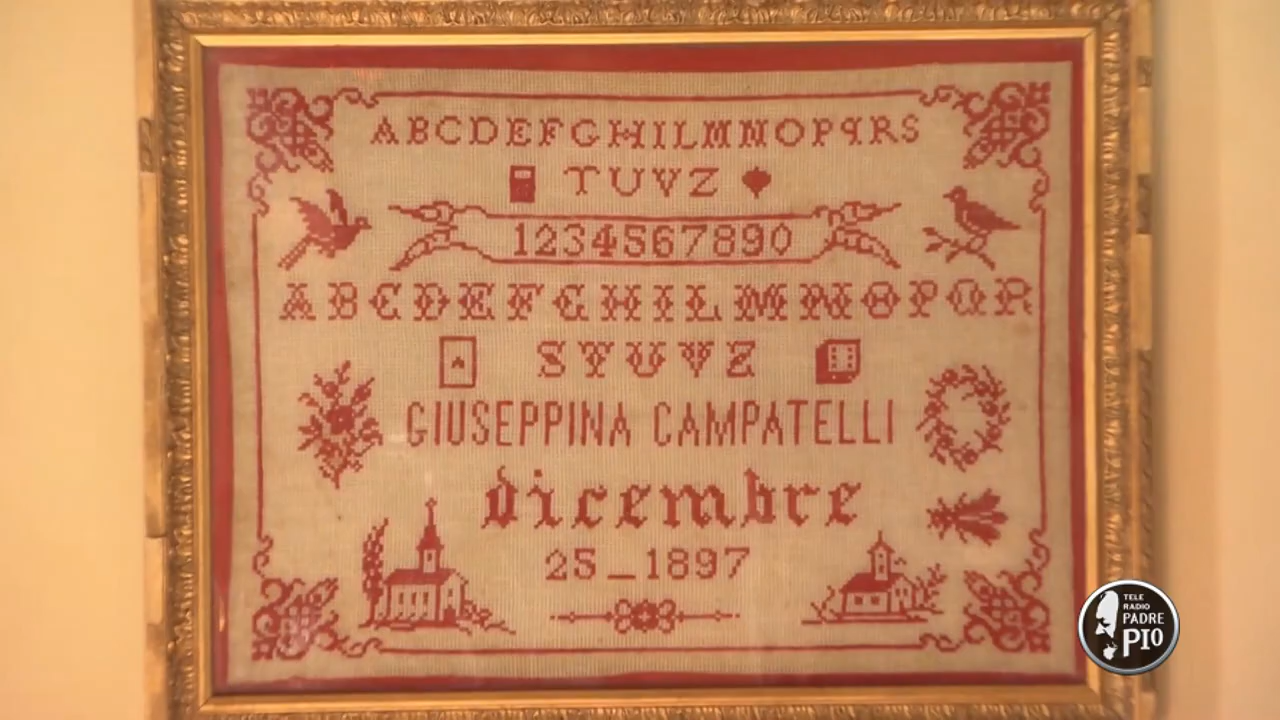 ABCDEFGHILMNOPQRS
TUVZ
1234567890
ABCDEFGHILMNOPQR
STUVZ
GIUSEPPINA CAMPATELLI
dicembre
25_1897
TELE
RADIO
PADRE
PIO